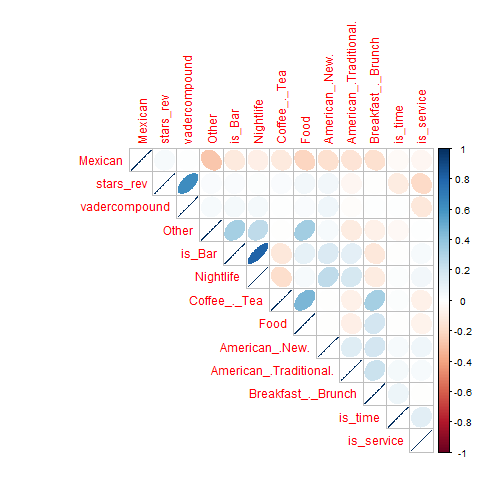 Mexican
stars_rev
vadercompound
Other
is_Bar
Nightlife
Coffee_._Tea
Food
American_.New.
American_.Traditional.
Breakfast_._Brunch
is_time
is_service
Mexican
stars_rev
vadercompound
Other
is_Bar
Nightlife
Coffee_._Tea
Food
American_.New.
American_.Traditional.
Breakfast_._Brunch
is_time
is_service
1
0.8
0.6
0.4
0.2
0
-0.2
-0.4
-0.6
-0.8
-1